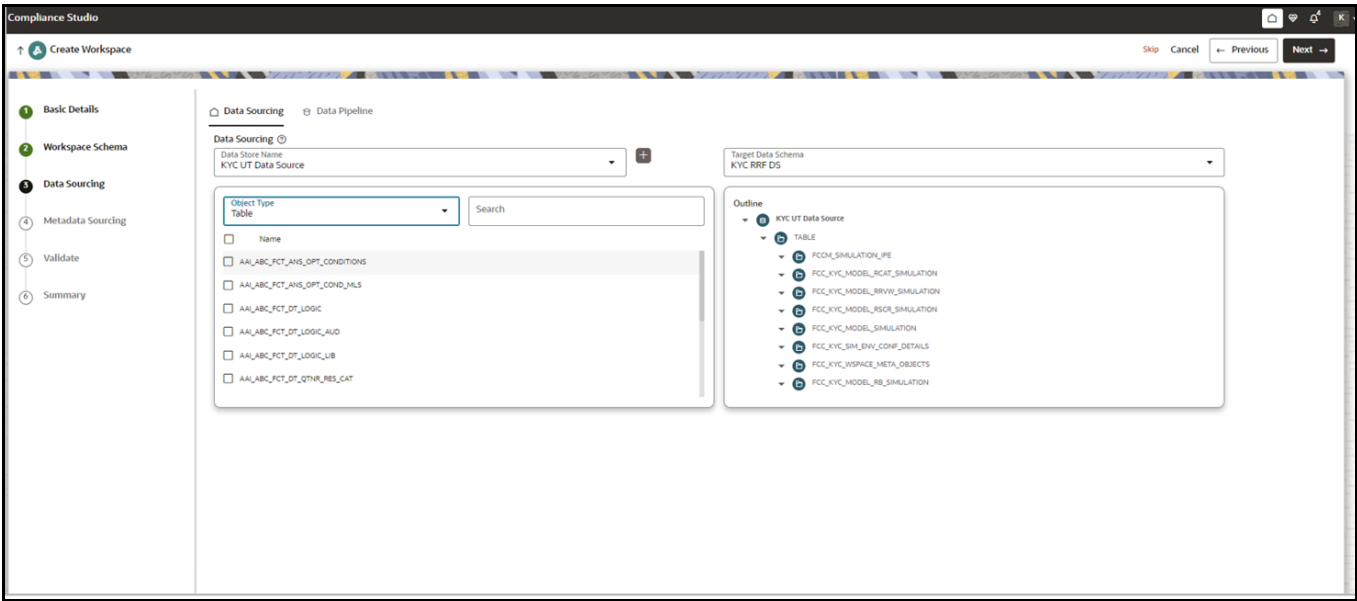 Compliance Studio
4
K
Create Workspace
Skip Cancel ← Previous Next →
1 Basic Details
2 Workspace Schema
3 Data Sourcing
4 Metadata Sourcing
5 Validate
6 Summary
Data Sourcing Data Pipeline
Data Sourcing ?
Data Store Name
KYC UT Data Source
+
Target Data Schema
KYC RRF DS
Object Type
Table
Search
Name
AAI_ABC_FCT_ANS_OPT_CONDITIONS
AAI_ABC_FCT_ANS_OPT_COND_MLS
AAI_ABC_FCT_DT_LOGIC
AAI_ABC_FCT_DT_LOGIC_AUD
AAI_ABC_FCT_DT_LOGIC_LIB
AAI_ABC_FCT_DT_QTNR_RES_CAT
Outline
KYC UT Data Source
TABLE
FCCM_SIMULATION_IPE
FCC_KYC_MODEL_RCAT_SIMULATION
FCC_KYC_MODEL_RRVW_SIMULATION
FCC_KYC_MODEL_RSCR_SIMULATION
FCC_KYC_MODEL_SIMULATION
FCC_KYC_SIM_ENV_CONF_DETAILS
FCC_KYC_WSPACE_META_OBJECTS
FCC_KYC_MODEL_RB_SIMULATION